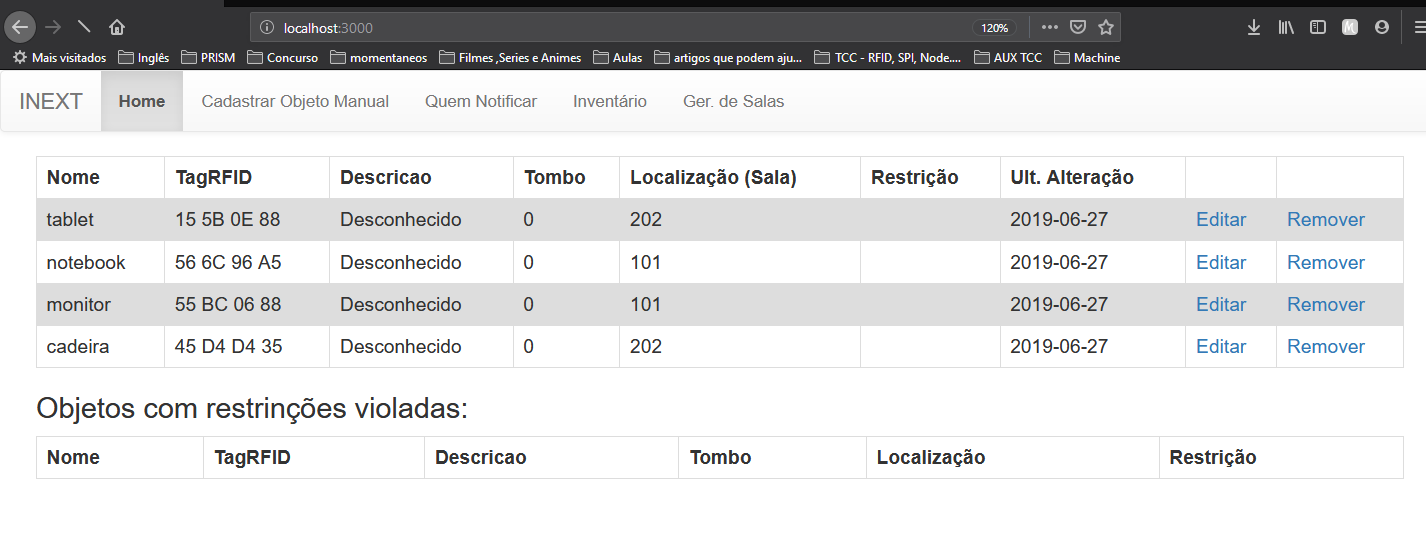 localhost:3000 120%
Mais visitados Inglês PRISM Concurso momentaneos Filmes ,Series e Animes Aulas artigos que podem aju... TCC - RFID, SPI, Node.... AUX TCC Machine
INEXT Home Cadastrar Objeto Manual Quem Notificar Inventário Ger. de Salas
Nome TagRFID Descricao Tombo Localização (Sala) Restrição Ult. Alteração
tablet 15 5B 0E 88 Desconhecido 0 202 2019-06-27 Editar Remover
notebook 56 6C 96 A5 Desconhecido 0 101 2019-06-27 Editar Remover
monitor 55 BC 06 88 Desconhecido 0 101 2019-06-27 Editar Remover
cadeira 45 D4 D4 35 Desconhecido 0 202 2019-06-27 Editar Remover
Objetos com restrinções violadas:
Nome TagRFID Descricao Tombo Localização Restrição